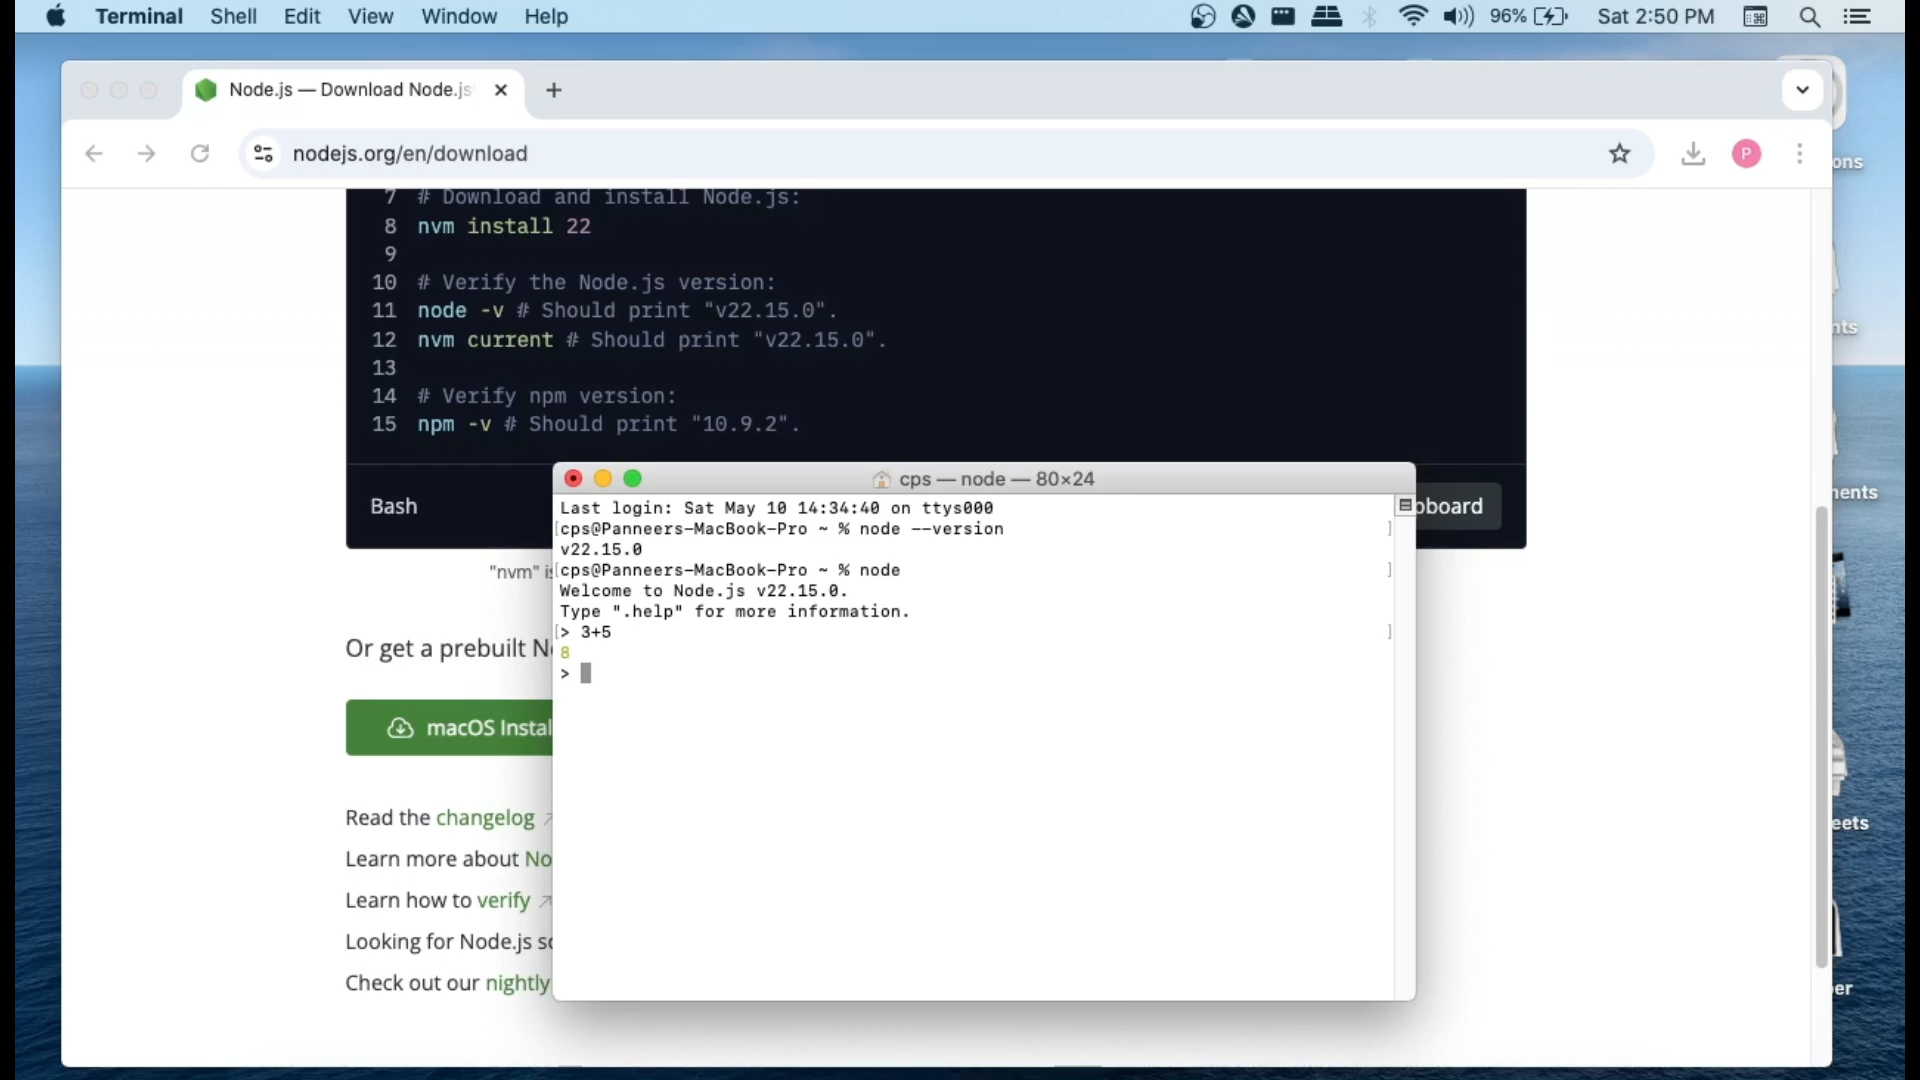 Terminal Shell Edit View Window Help 96% Sat 2:50 PM
Node.js — Download Node.js
nodejs.org/en/download
P
7 # Download and install Node.js:
8 nvm install 22
9
10 # Verify the Node.js version:
11 node -v # Should print "v22.15.0".
12 nvm current # Should print "v22.15.0".
13
14 # Verify npm version:
15 npm -v # Should print "10.9.2".
Bash
"nvm"
Or get a prebuilt
macOS
Read the changelog
Learn more about
Learn how to verify
Looking for Node.js
Check out our nightly
cps — node — 80×24
Last login: Sat May 10 14:34:40 on ttys000
[cps@Panneers-MacBook-Pro ~ % node --version ]
v22.15.0
[cps@Panneers-MacBook-Pro ~ % node ]
Welcome to Node.js v22.15.0.
Type ".help" for more information.
[> 3+5 ]
8
>